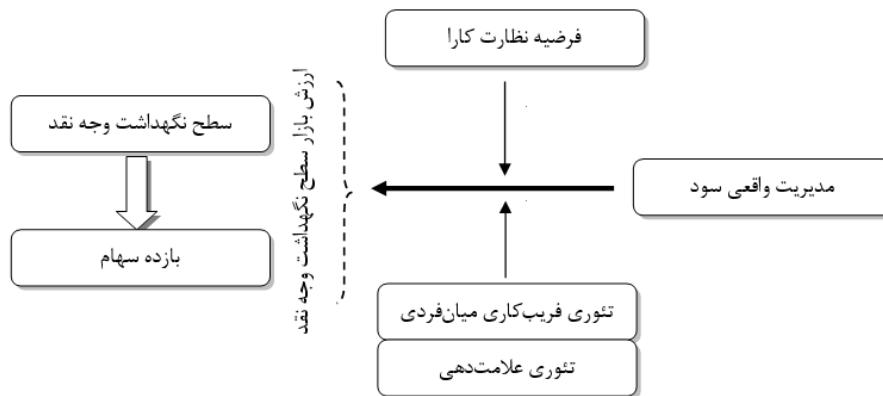 فرضیه نظارت کارا
ارزش بازار سطح نگهداشت وجه نقد
سطح نگهداشت وجه نقد
مدیریت واقعی سود
بازده سهام
تئوری فریب‌کاری میان‌فردی
تئوری علامت‌دهی